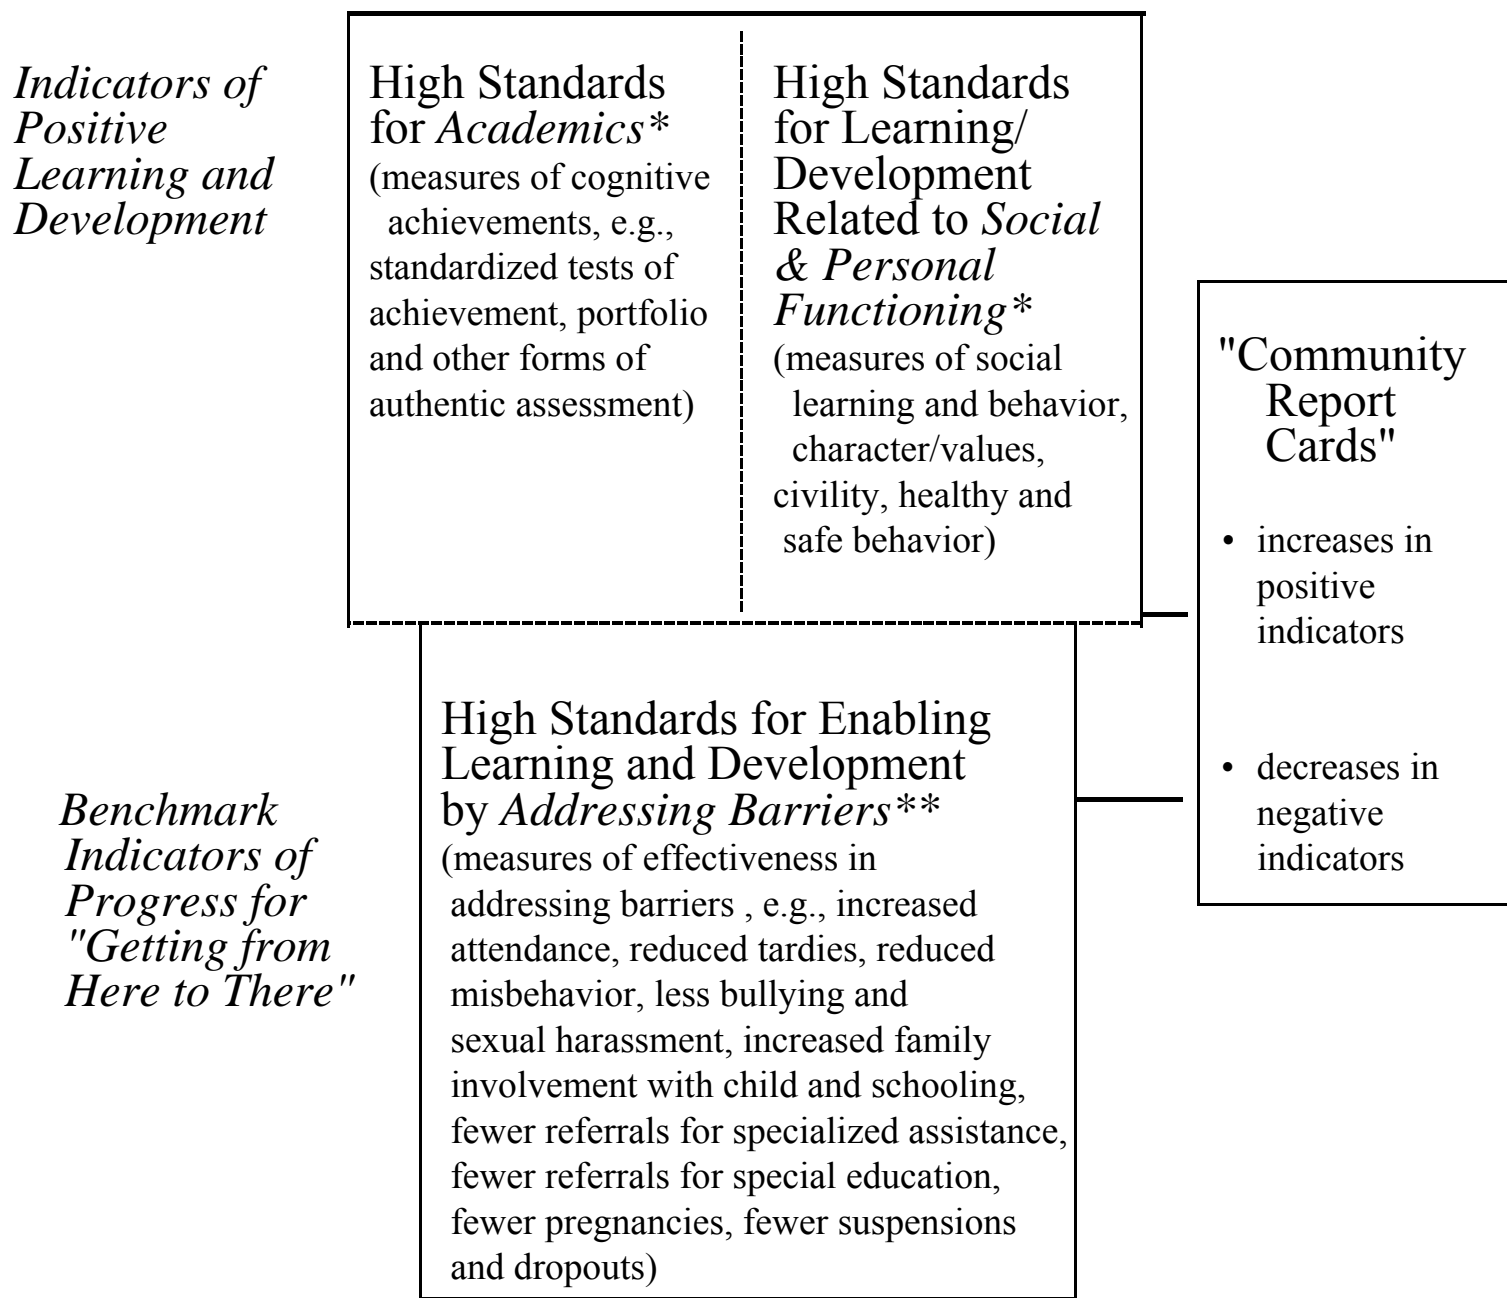 Indicators of
Positive
Learning and
Development
High Standards
for Academics*
(measures of cognitive
achievements, e.g.,
standardized tests of
achievement, portfolio
and other forms of
authentic assessment)
High Standards
for Learning/
Development
Related to Social
& Personal
Functioning*
(measures of social
learning and behavior,
character/values,
civility, healthy and
safe behavior)
"Community
Report
Cards"
• increases in
positive
indicators
• decreases in
negative
indicators
Benchmark
Indicators of
Progress for
"Getting from
Here to There"
High Standards for Enabling
Learning and Development
by Addressing Barriers**
(measures of effectiveness in
addressing barriers , e.g., increased
attendance, reduced tardies, reduced
misbehavior, less bullying and
sexual harassment, increased family
involvement with child and schooling,
fewer referrals for specialized assistance,
fewer referrals for special education,
fewer pregnancies, fewer suspensions
and dropouts)